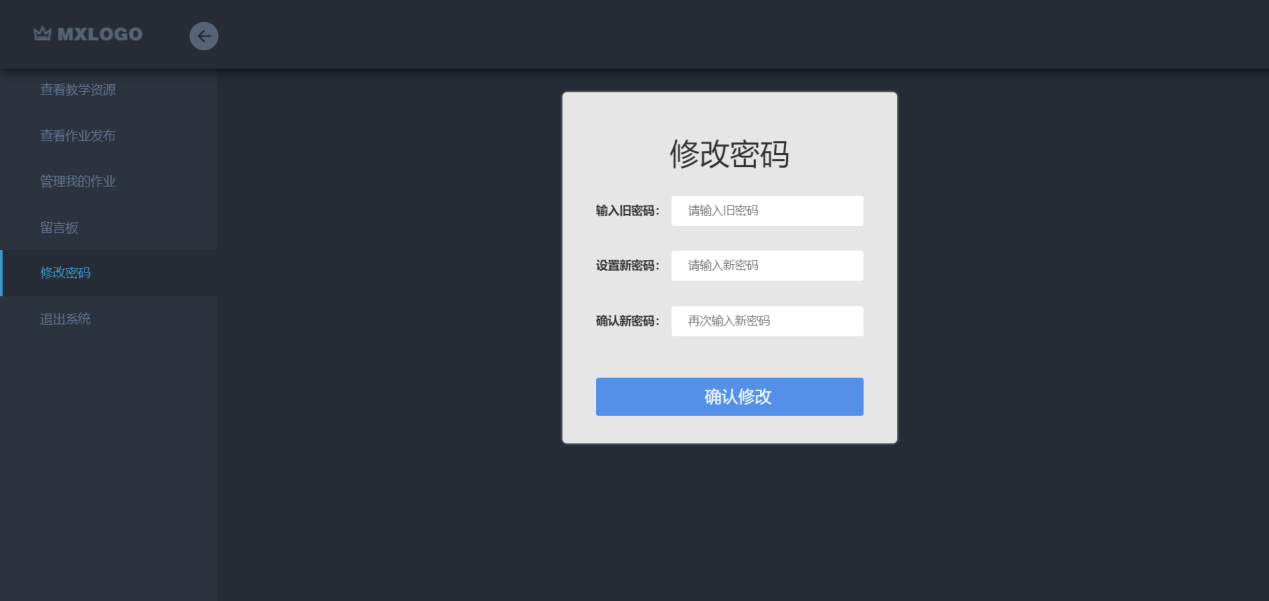 MXLOGO
查看教学资源
查看作业发布
管理我的作业
留言板
修改密码
退出系统
修改密码
输入旧密码： 请输入旧密码
设置新密码： 请输入新密码
确认新密码： 再次输入新密码
确认修改